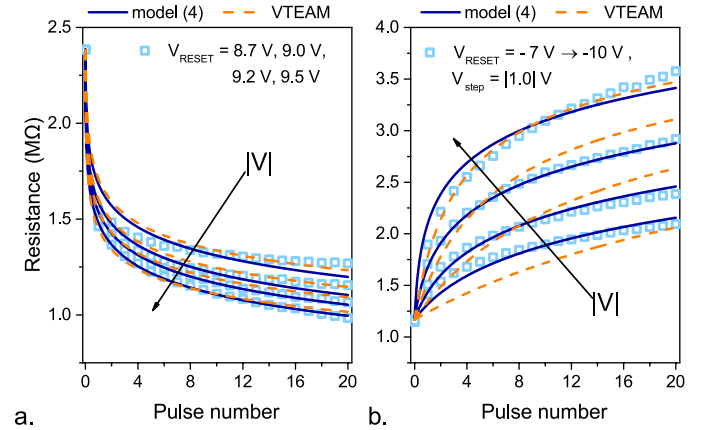 model (4) VTEAM
V_RESET = 8.7 V, 9.0 V,
9.2 V, 9.5 V
|V|
Resistance (MΩ)
2.5
2.0
1.5
1.0
0 4 8 12 16 20
Pulse number
a.
model (4) VTEAM
V_RESET = - 7 V → -10 V ,
V_step = |1.0| V
|V|
4.0
3.5
3.0
2.5
2.0
1.5
1.0
0 4 8 12 16 20
Pulse number
b.